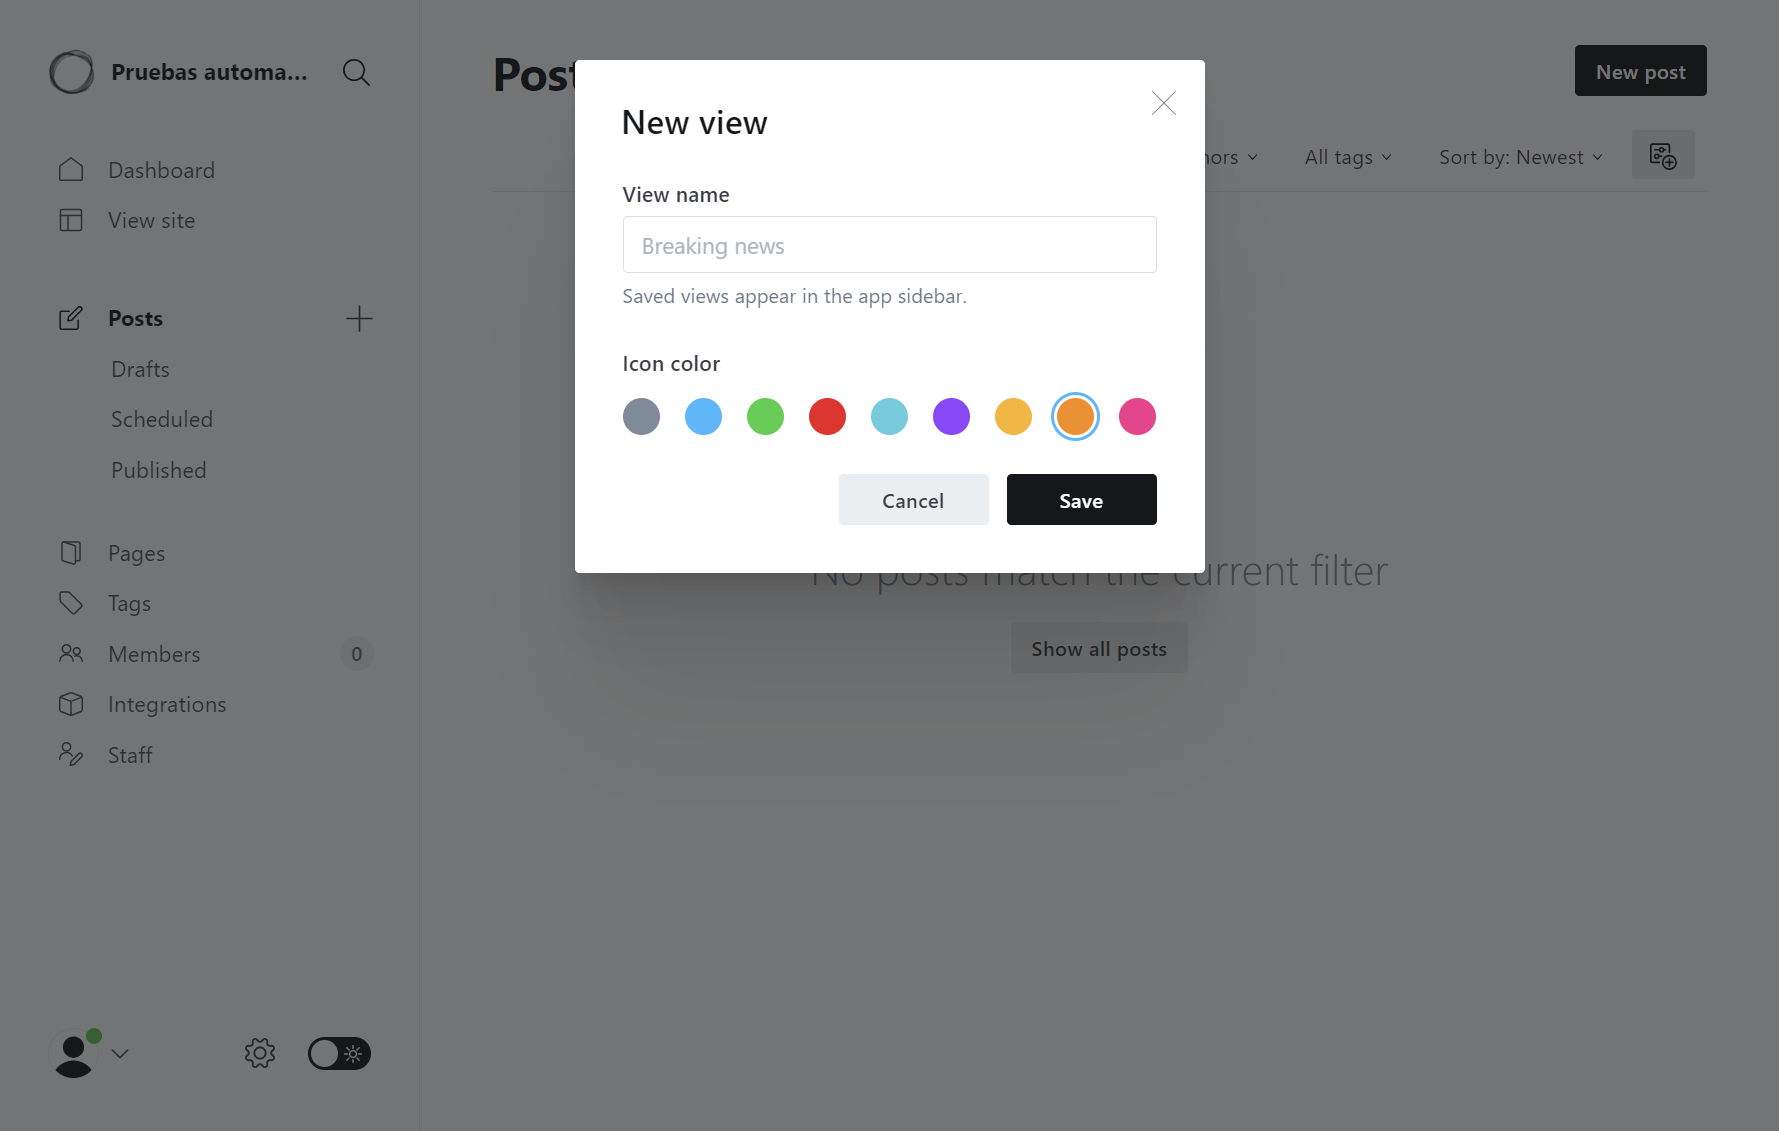 Pruebas automa...
Dashboard
View site
Posts
Drafts
Scheduled
Published
Pages
Tags
Members
0
Integrations
Staff
New post
All tags
Sort by: Newest
New view
View name
Breaking news
Saved views appear in the app sidebar.
Icon color
Cancel
Save
No posts match the current filter
Show all posts